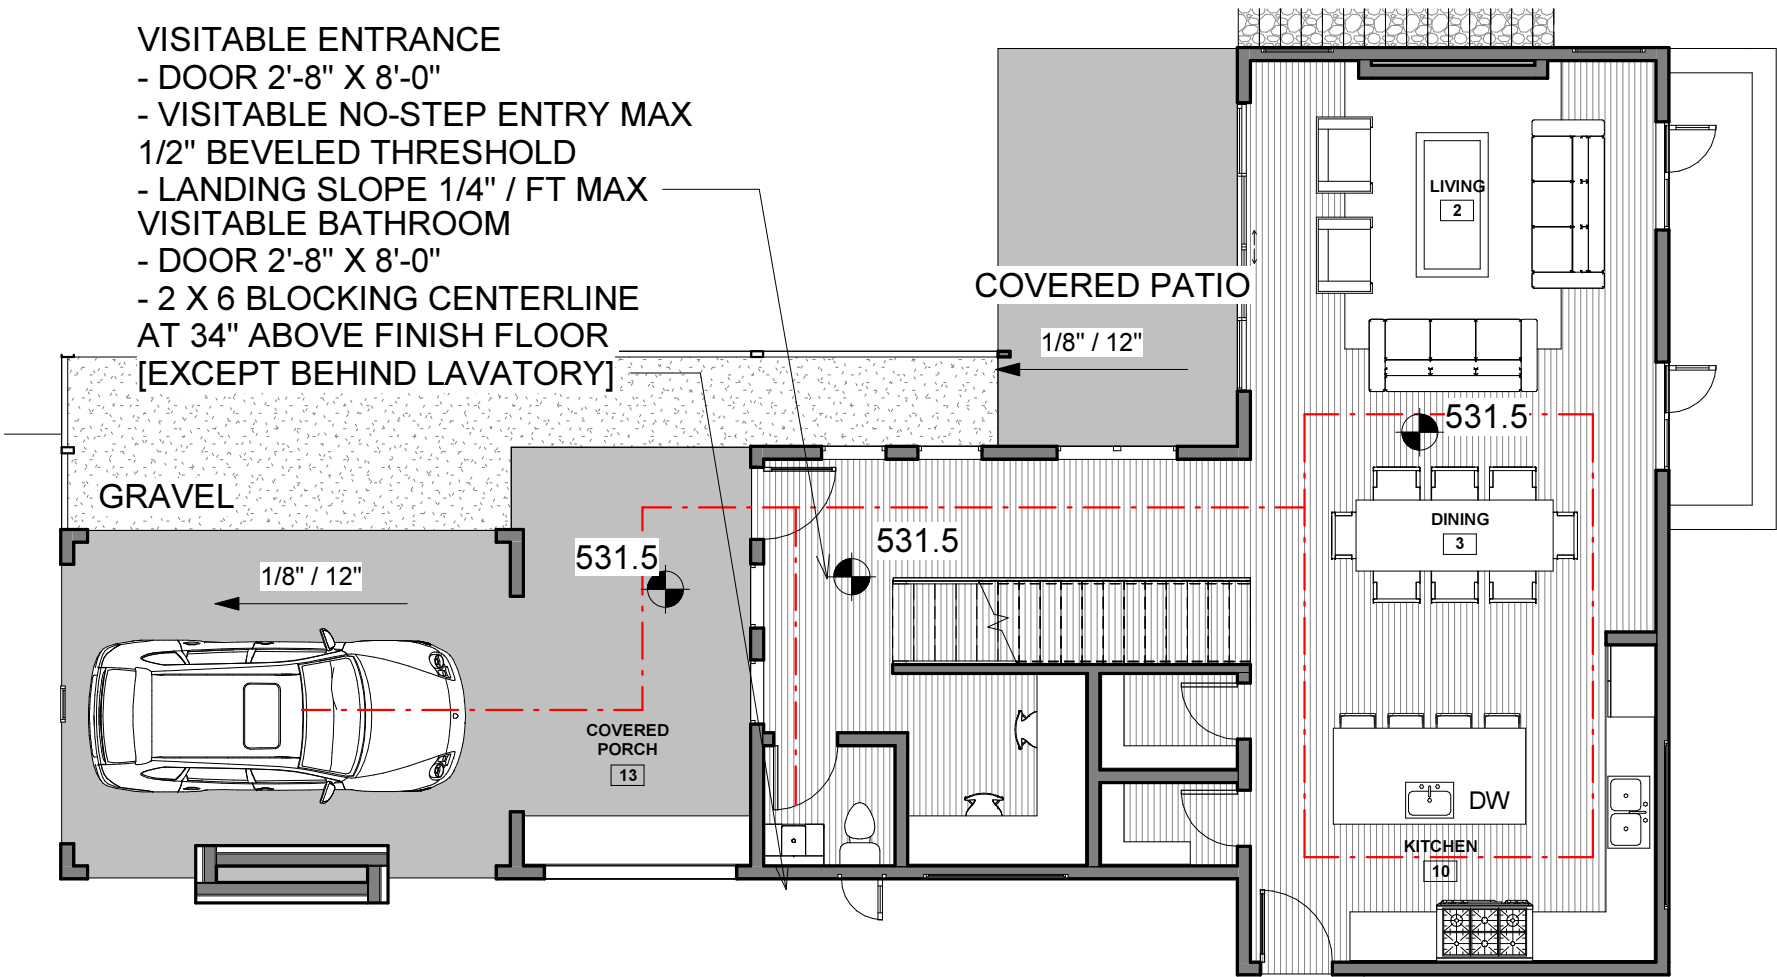 VISITABLE ENTRANCE
- DOOR 2'-8" X 8'-0"
- VISITABLE NO-STEP ENTRY MAX
1/2" BEVELED THRESHOLD
- LANDING SLOPE 1/4" / FT MAX
VISITABLE BATHROOM
- DOOR 2'-8" X 8'-0"
- 2 X 6 BLOCKING CENTERLINE
AT 34" ABOVE FINISH FLOOR
[EXCEPT BEHIND LAVATORY]
LIVING
2
COVERED PATIO
1/8" / 12"
531.5
GRAVEL
DINING
3
531.5
531.5
1/8" / 12"
COVERED
PORCH
13
DW
KITCHEN
10